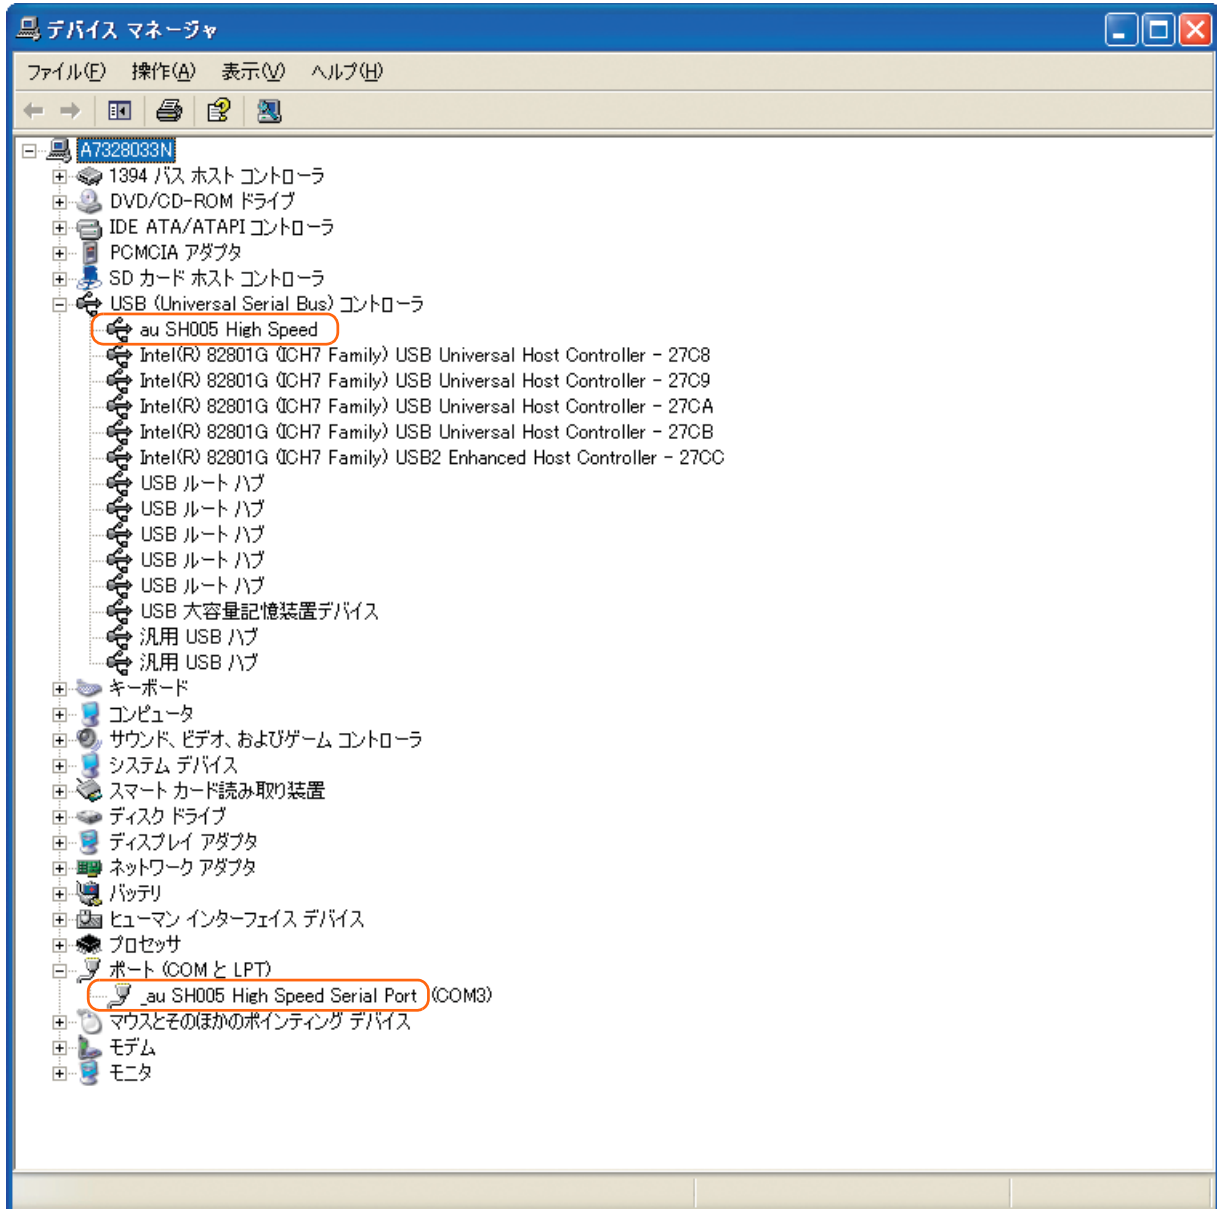 デバイス マネージャ
ファイル(F) 操作(A) 表示(V) ヘルプ(H)
A7328033N
1394 バス ホスト コントローラ
DVD/CD-ROM ドライブ
IDE ATA/ATAPI コントローラ
PCMCIA アダプタ
SD カード ホスト コントローラ
USB (Universal Serial Bus) コントローラ
au SH005 High Speed
Intel(R) 82801G (ICH7 Family) USB Universal Host Controller - 27C8
Intel(R) 82801G (ICH7 Family) USB Universal Host Controller - 27C9
Intel(R) 82801G (ICH7 Family) USB Universal Host Controller - 27CA
Intel(R) 82801G (ICH7 Family) USB Universal Host Controller - 27CB
Intel(R) 82801G (ICH7 Family) USB2 Enhanced Host Controller - 27CC
USB ルート ハブ
USB ルート ハブ
USB ルート ハブ
USB ルート ハブ
USB ルート ハブ
USB 大容量記憶装置デバイス
汎用 USB ハブ
汎用 USB ハブ
キーボード
コンピュータ
サウンド、ビデオ、およびゲーム コントローラ
システム デバイス
スマート カード読み取り装置
ディスク ドライブ
ディスプレイ アダプタ
ネットワーク アダプタ
バッテリ
ヒューマン インターフェイス デバイス
プロセッサ
ポート (COM と LPT)
_au SH005 High Speed Serial Port (COM3)
マウスとそのほかのポインティング デバイス
モデム
モニタ